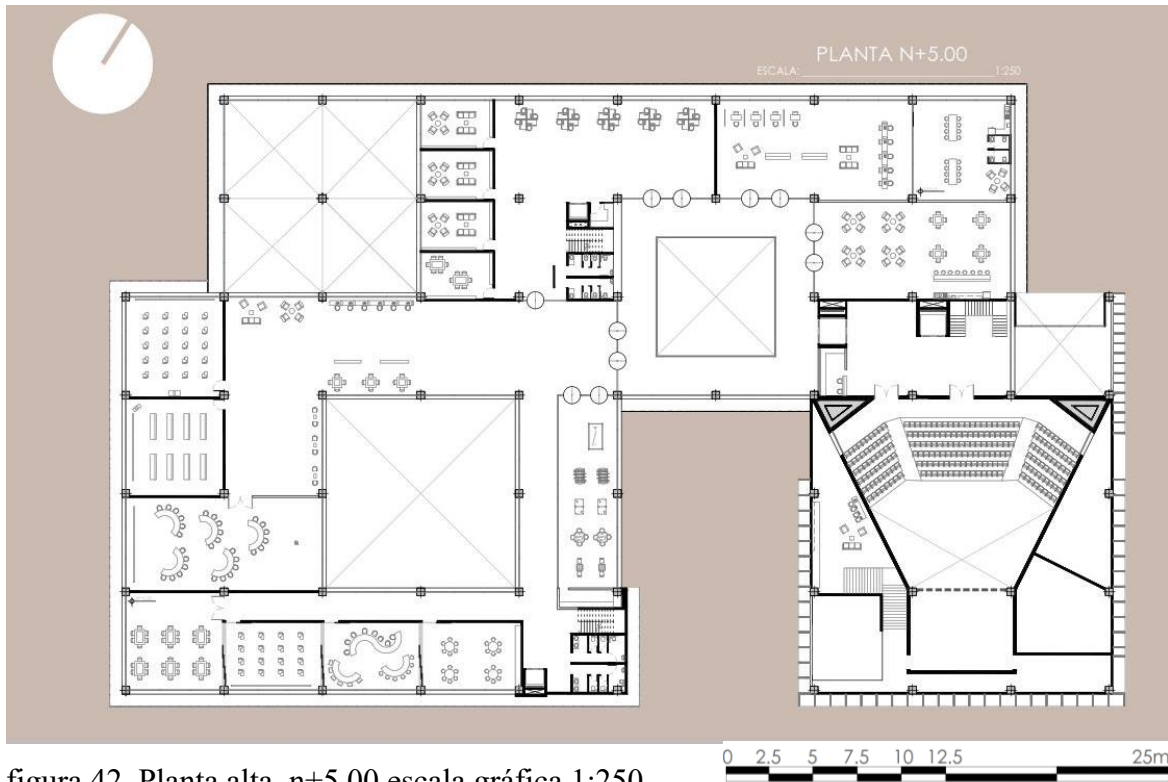 PLANTA N+5.00
ESCALA: 1:250
figura 42. Planta alta n+5.00 escala gráfica 1:250
0 2.5 5 7.5 10 12.5 25m